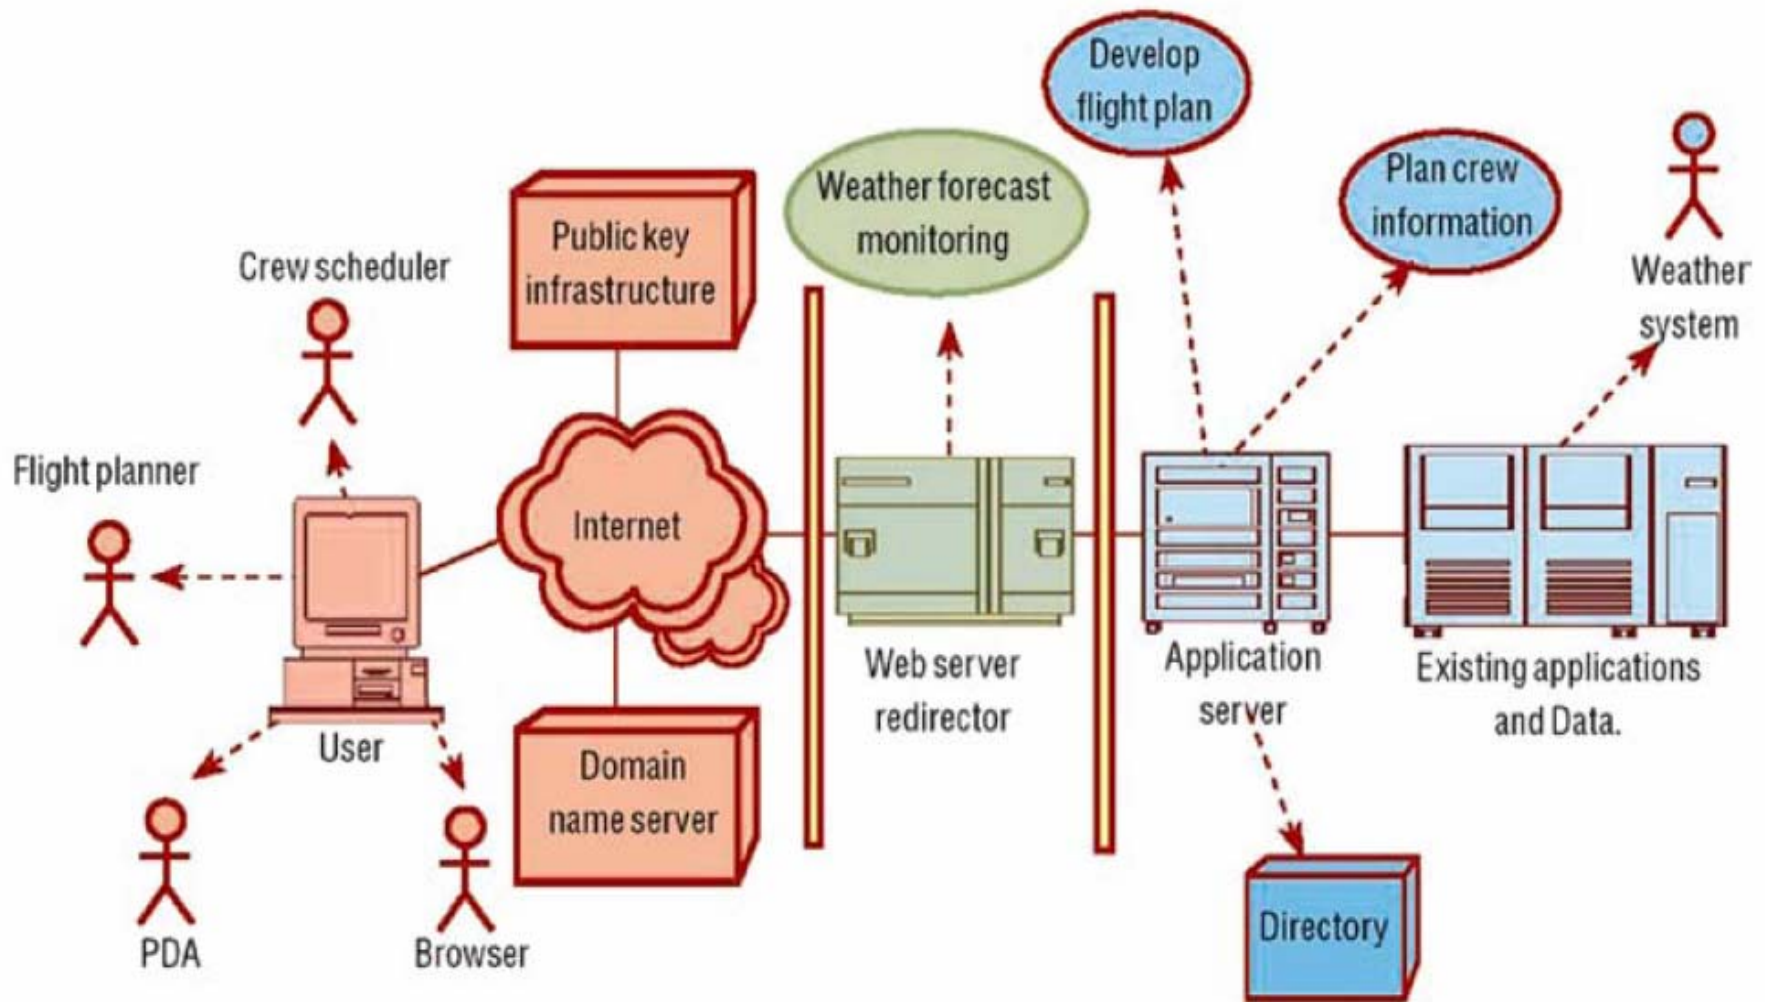 Develop
flight plan
Weather forecast
monitoring
Plan crew
information
Public key
infrastructure
Crew scheduler
Weather
system
Flight planner
Internet
Web server
redirector
Application
server
Existing applications
and Data.
User
Domain
name server
PDA
Browser
Directory